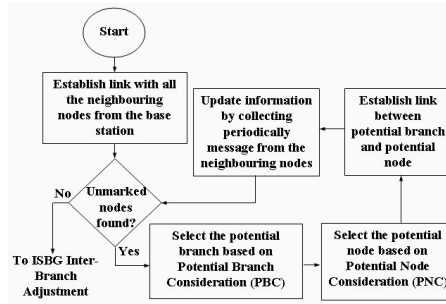 Start
Establish link with all
the neighbouring
nodes from the base
station
Update information
by collecting
periodically
message from the
neighbouring nodes
Establish link
between
potential branch
and potential
node
No
Unmarked
nodes
found?
Yes
To ISBG Inter-
Branch
Adjustment
Select the potential
branch based on
Potential Branch
Consideration (PBC)
Select the potential
node based on
Potential Node
Consideration (PNC)